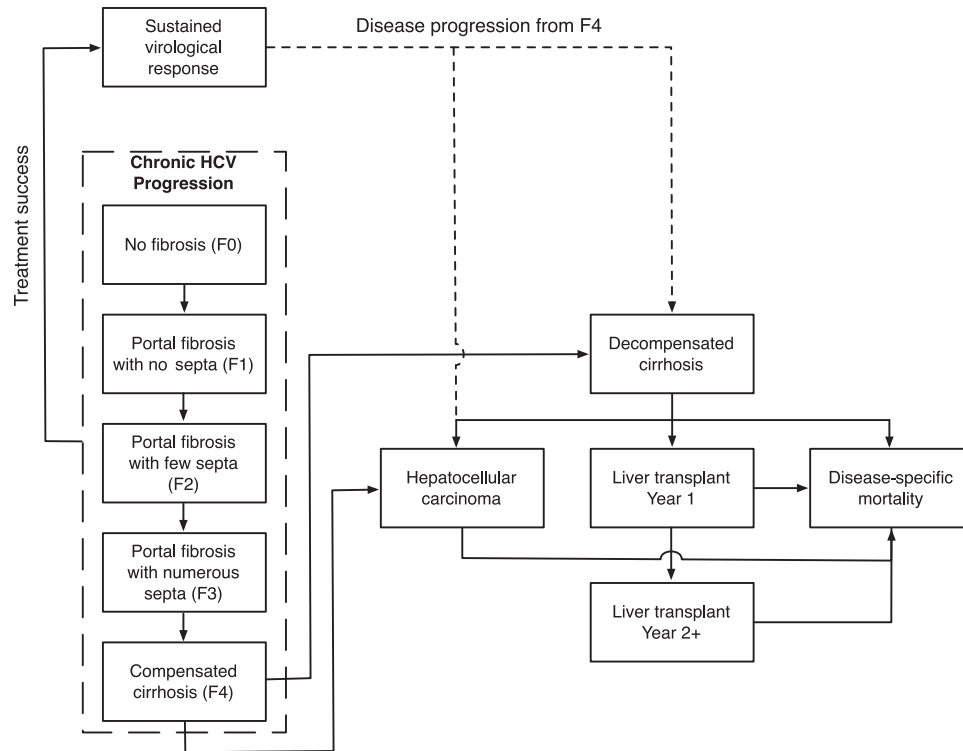 Sustained
virological
response
Disease progression from F4
Treatment success
Chronic HCV
Progression
No fibrosis (F0)
Portal fibrosis
with no septa (F1)
Portal fibrosis
with few septa
(F2)
Portal fibrosis
with numerous
septa (F3)
Compensated
cirrhosis (F4)
Decompensated
cirrhosis
Hepatocellular
carcinoma
Liver transplant
Year 1
Disease-specific
mortality
Liver transplant
Year 2+